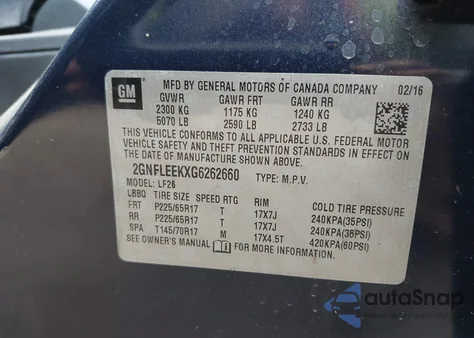 GM
MFD BY GENERAL MOTORS OF CANADA COMPANY 02/16
GVWR GAWR FRT GAWR RR
2300 KG 1175 KG 1240 KG
5070 LB 2590 LB 2733 LB
THIS VEHICLE CONFORMS TO ALL APPLICABLE U.S. FEDERAL MOTOR
VEHICLE SAFETY AND THEFT PREVENTION STANDARDS IN EFFECT ON
THE DATE OF MANUFACTURE SHOWN ABOVE.
2GNFLEEKXG6262660 TYPE: M.P.V.
MODEL: LF26
LBBQ TIRE SIZE SPEED RTG RIM COLD TIRE PRESSURE
FRT P225/65R17 T 17X7J 240KPA(35PSI)
RR P225/65R17 T 17X7J 240KPA(35PSI)
SPA T145/70R17 M 17X4.5T 420KPA(60PSI)
SEE OWNER'S MANUAL FOR MORE INFORMATION.
autoSnap